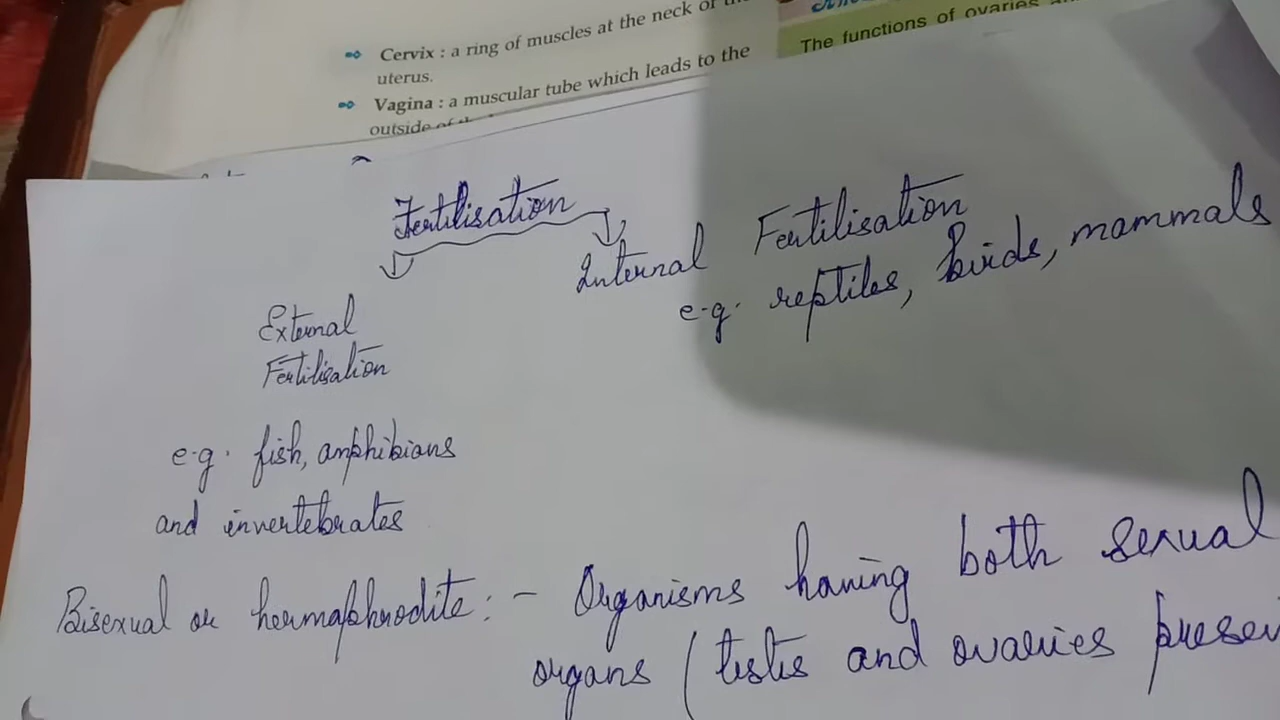 Cervix : a ring of muscles at the neck of
uterus.
Vagina : a muscular tube which leads to the
outside
The functions of ovaries
Fertilisation
Internal Fertilisation
e.g. reptiles, birds, mammals
External
Fertilisation
e.g. fish, amphibians
and invertebrates
Bisexual or hermaphrodite : - Organisms having both sexual
organs ( testis and ovaries